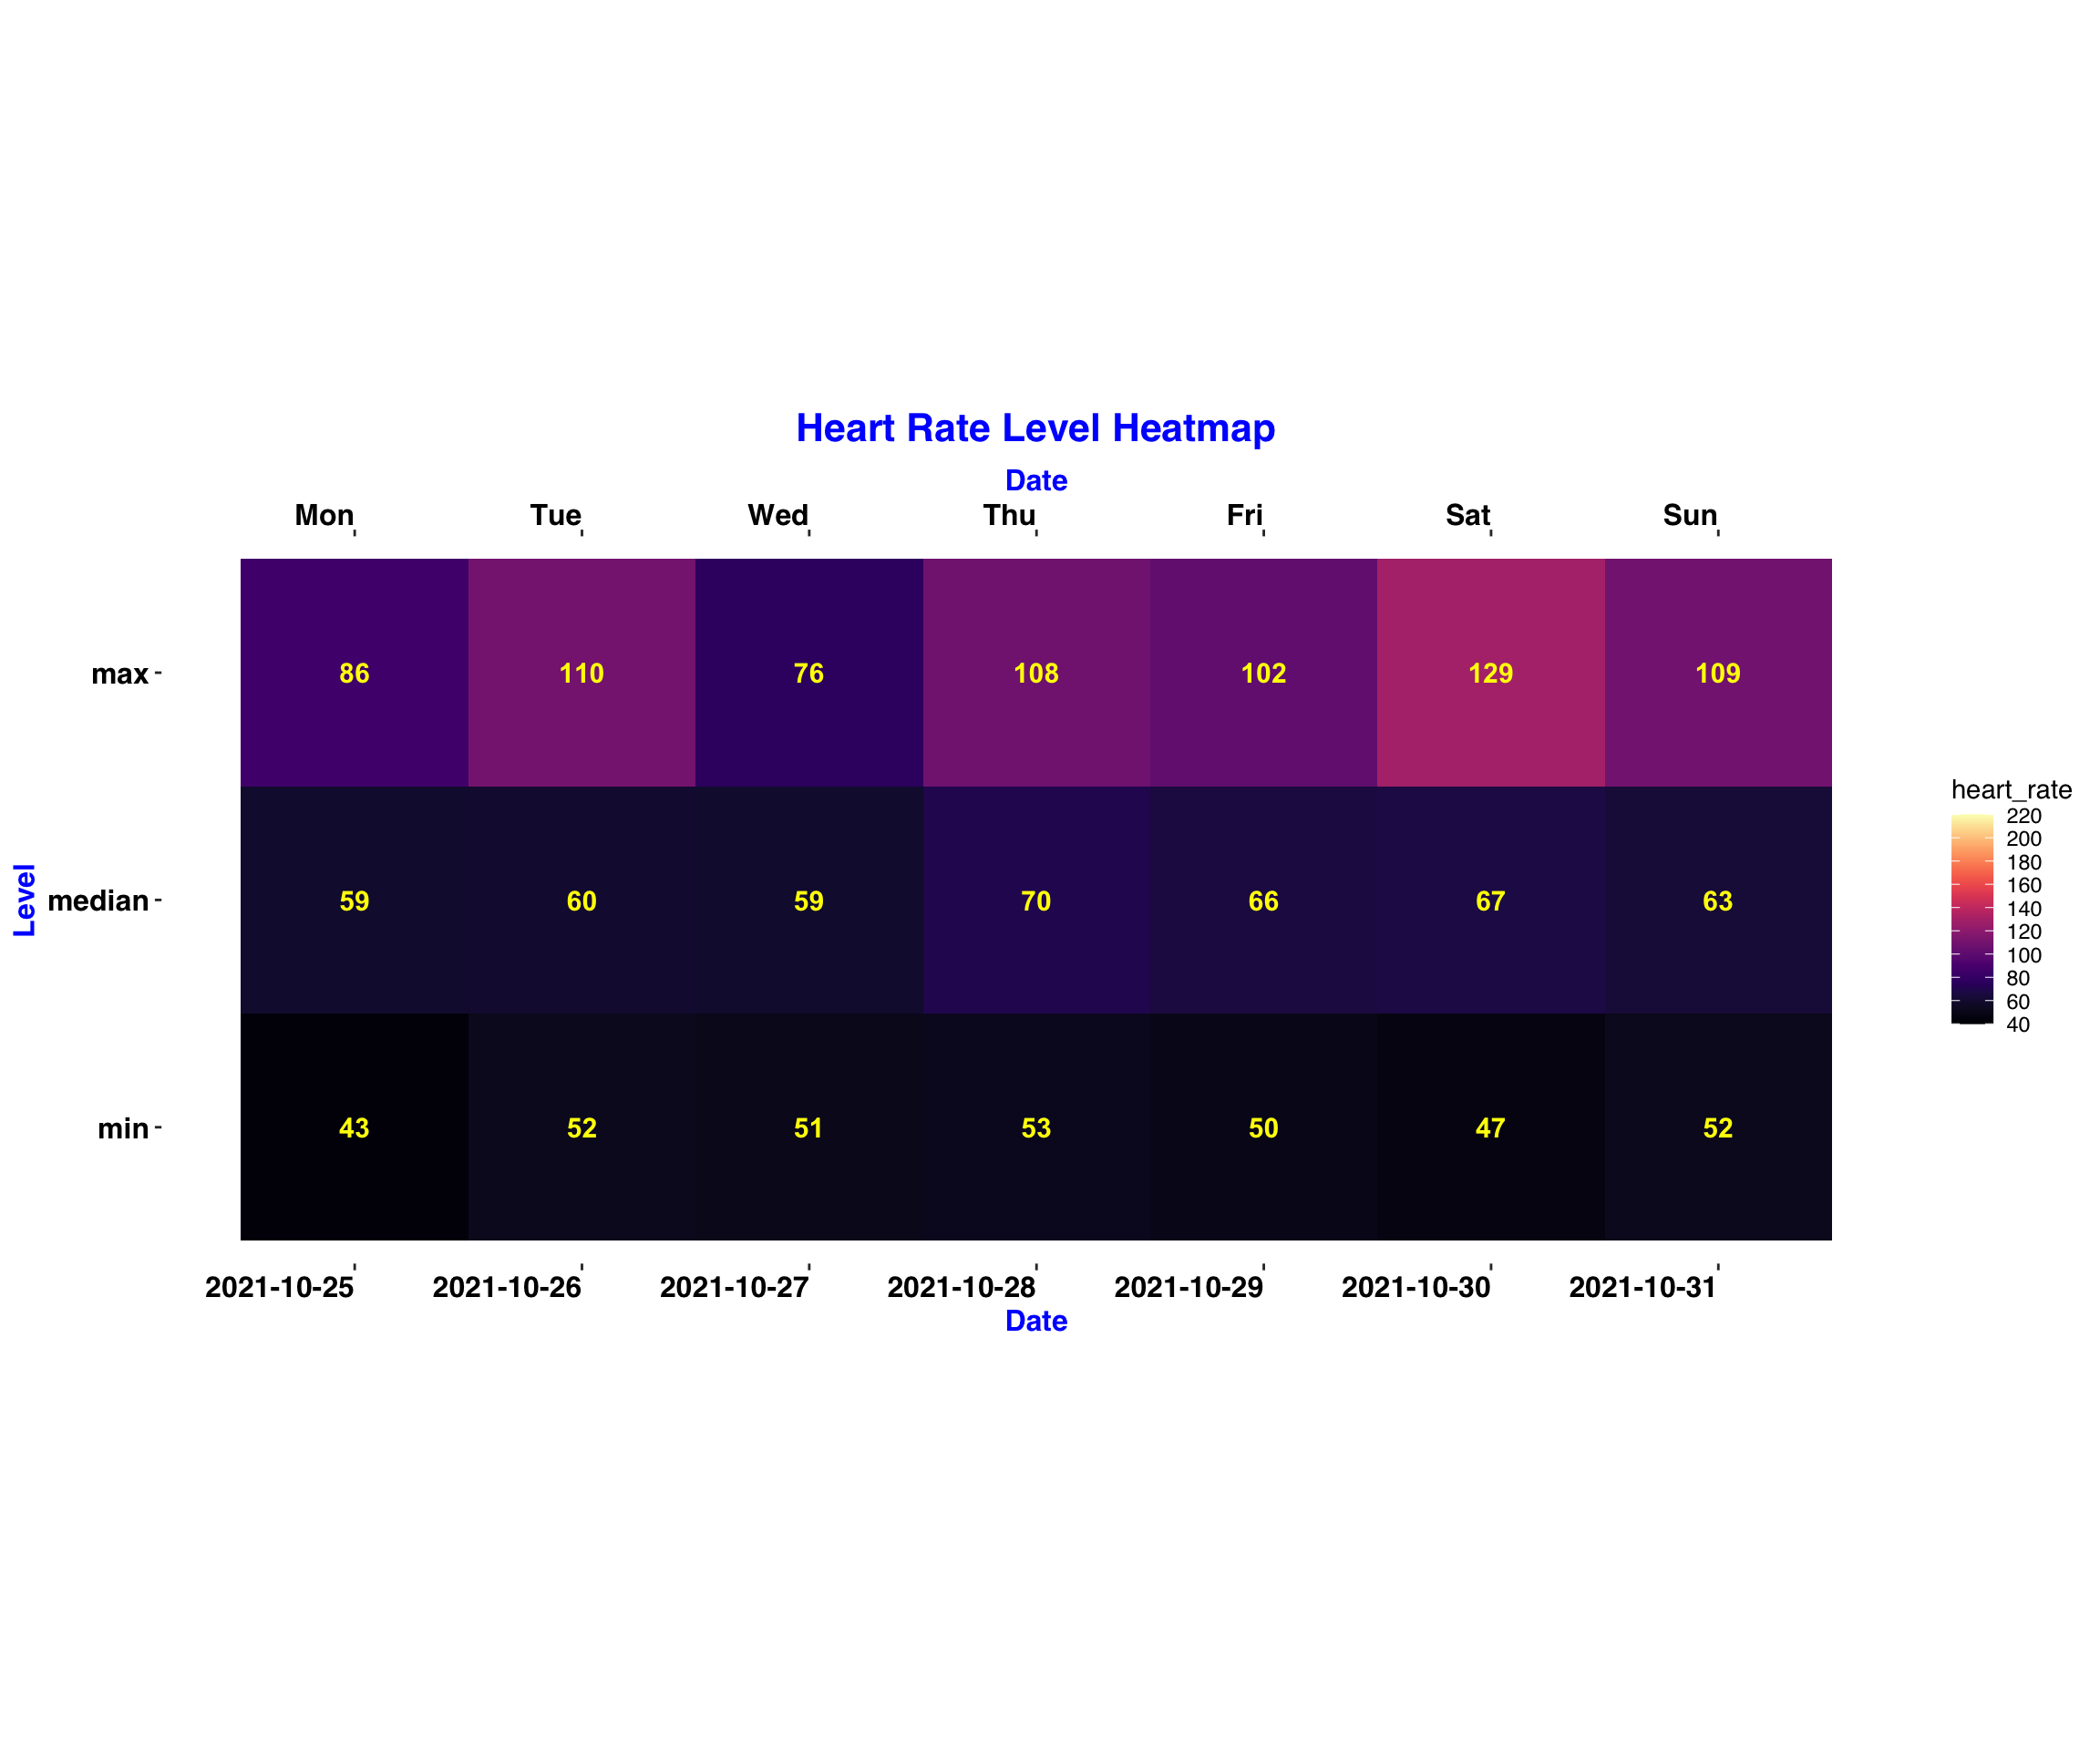 Heart Rate Level Heatmap
Date
Mon Tue Wed Thu Fri Sat Sun
max 86 110 76 108 102 129 109
Level
median 59 60 59 70 66 67 63
min 43 52 51 53 50 47 52
2021-10-25 2021-10-26 2021-10-27 2021-10-28 2021-10-29 2021-10-30 2021-10-31
Date
heart_rate
220
200
180
160
140
120
100
80
60
40